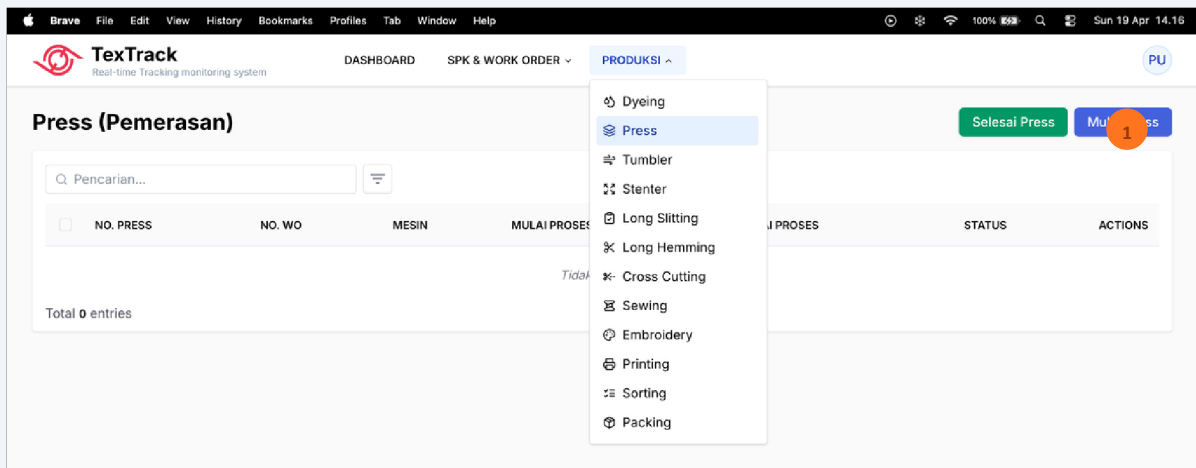 Brave File Edit View History Bookmarks Profiles Tab Window Help 100% Sun 19 Apr 14.16
TexTrack
Real-time Tracking monitoring system
DASHBOARD SPK & WORK ORDER PRODUKSI PU
Press (Pemerasan)
Selesai Press 1
Pencarian...
NO. PRESS NO. WO MESIN MULAI PROSES PROSES STATUS ACTIONS
Total 0 entries
Dyeing
Press
Tumbler
Stenter
Long Slitting
Long Hemming
Cross Cutting
Sewing
Embroidery
Printing
Sorting
Packing